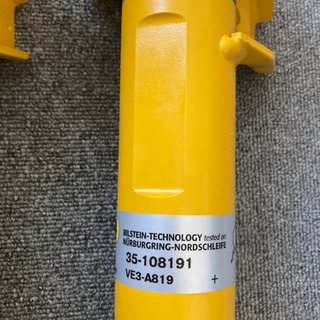 BILSTEIN-TECHNOLOGY tested on
NÜRBURGRING-NORDSCHLEIFE
35-108191
VE3-A819 +